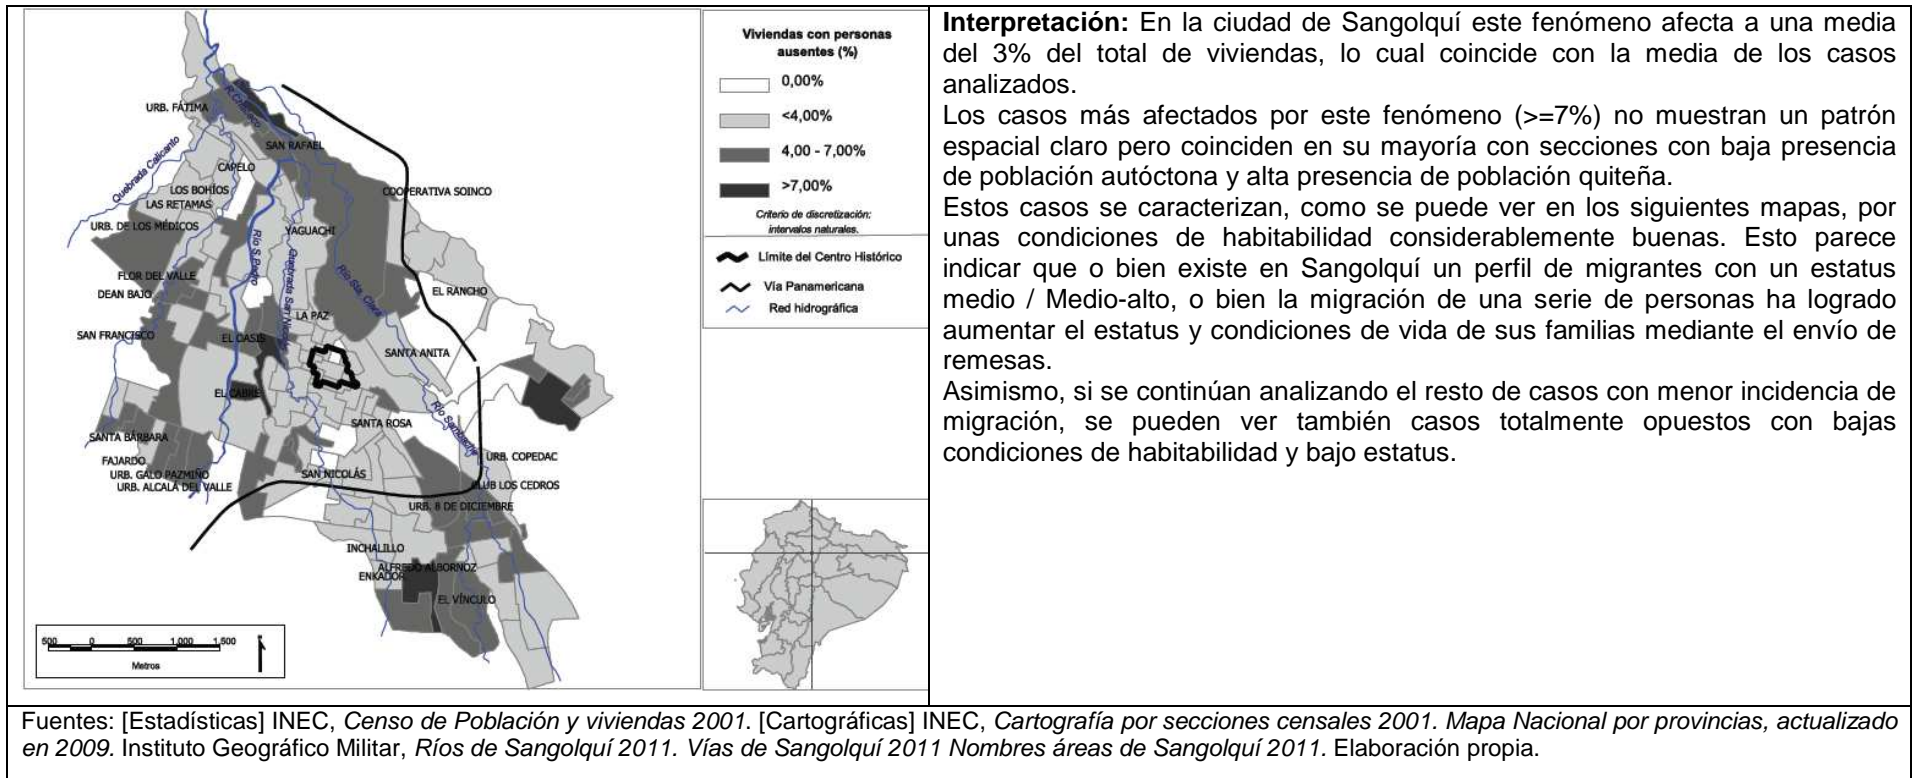 URB. FÁTIMA
R.Chupico
Quebrada Calicanto
SAN RAFAEL
CAPELO
LOS BOHÍOS
LAS RETAMAS
COOPERATIVA SOINCO
URB. DE LOS MÉDICOS
YAGUACHI
Río S.Pedro
Quebrada San Nicolás
Río Sta. Clara
FLOR DEL VALLE
DEAN BAJO
EL RANCHO
LA PAZ
SAN FRANCISCO
EL OASIS
SANTA ANITA
EL CABRE
Río Sambache
SANTA ROSA
SANTA BÁRBARA
FAJARDO
URB. GALO PAZMIÑO
URB. ALCALÁ DEL VALLE
SAN NICOLÁS
URB. COPEDAC
CLUB LOS CEDROS
URB. 8 DE DICIEMBRE
INCHALILLO
ALFREDO ALBORNOZ
ENKADOR
EL VÍNCULO
500 0 500 1.000 1.500
Metros
Viviendas con personas
ausentes (%)
0,00%
<4,00%
4,00 - 7,00%
>7,00%
Criterio de discretización:
intervalos naturales.
Límite del Centro Histórico
Vía Panamericana
Red hidrográfica
Interpretación: En la ciudad de Sangolquí este fenómeno afecta a una media
del 3% del total de viviendas, lo cual coincide con la media de los casos
analizados.
Los casos más afectados por este fenómeno (>=7%) no muestran un patrón
espacial claro pero coinciden en su mayoría con secciones con baja presencia
de población autóctona y alta presencia de población quiteña.
Estos casos se caracterizan, como se puede ver en los siguientes mapas, por
unas condiciones de habitabilidad considerablemente buenas. Esto parece
indicar que o bien existe en Sangolquí un perfil de migrantes con un estatus
medio / Medio-alto, o bien la migración de una serie de personas ha logrado
aumentar el estatus y condiciones de vida de sus familias mediante el envío de
remesas.
Asimismo, si se continúan analizando el resto de casos con menor incidencia de
migración, se pueden ver también casos totalmente opuestos con bajas
condiciones de habitabilidad y bajo estatus.
Fuentes: [Estadísticas] INEC, Censo de Población y viviendas 2001. [Cartográficas] INEC, Cartografía por secciones censales 2001. Mapa Nacional por provincias, actualizado
en 2009. Instituto Geográfico Militar, Ríos de Sangolquí 2011. Vías de Sangolquí 2011 Nombres áreas de Sangolquí 2011. Elaboración propia.